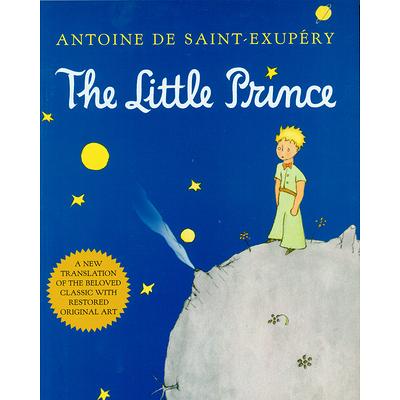 ANTOINE DE SAINT-EXUPÉRY
The Little Prince
A NEW
TRANSLATION
OF THE BELOVED
CLASSIC WITH
RESTORED
ORIGINAL ART